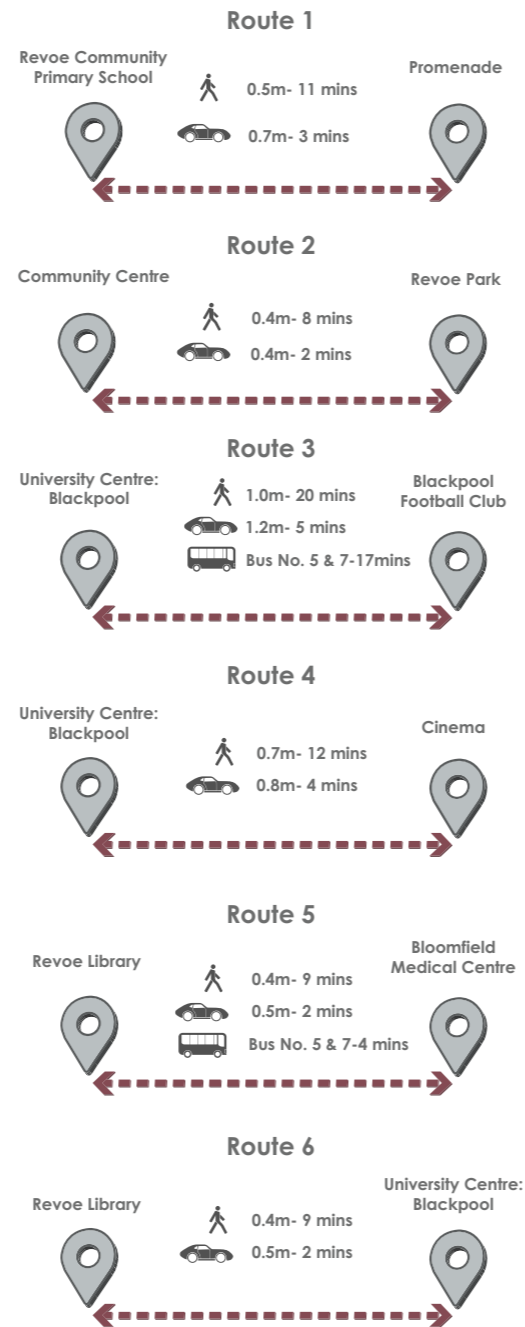 Route 1
Revoe Community
Primary School
0.5m- 11 mins
0.7m- 3 mins
Promenade
Route 2
Community Centre
0.4m- 8 mins
0.4m- 2 mins
Revoe Park
Route 3
University Centre:
Blackpool
1.0m- 20 mins
1.2m- 5 mins
Bus No. 5 & 7-17mins
Blackpool
Football Club
Route 4
University Centre:
Blackpool
0.7m- 12 mins
0.8m- 4 mins
Cinema
Route 5
Revoe Library
0.4m- 9 mins
0.5m- 2 mins
Bus No. 5 & 7-4 mins
Bloomfield
Medical Centre
Route 6
Revoe Library
0.4m- 9 mins
0.5m- 2 mins
University Centre:
Blackpool